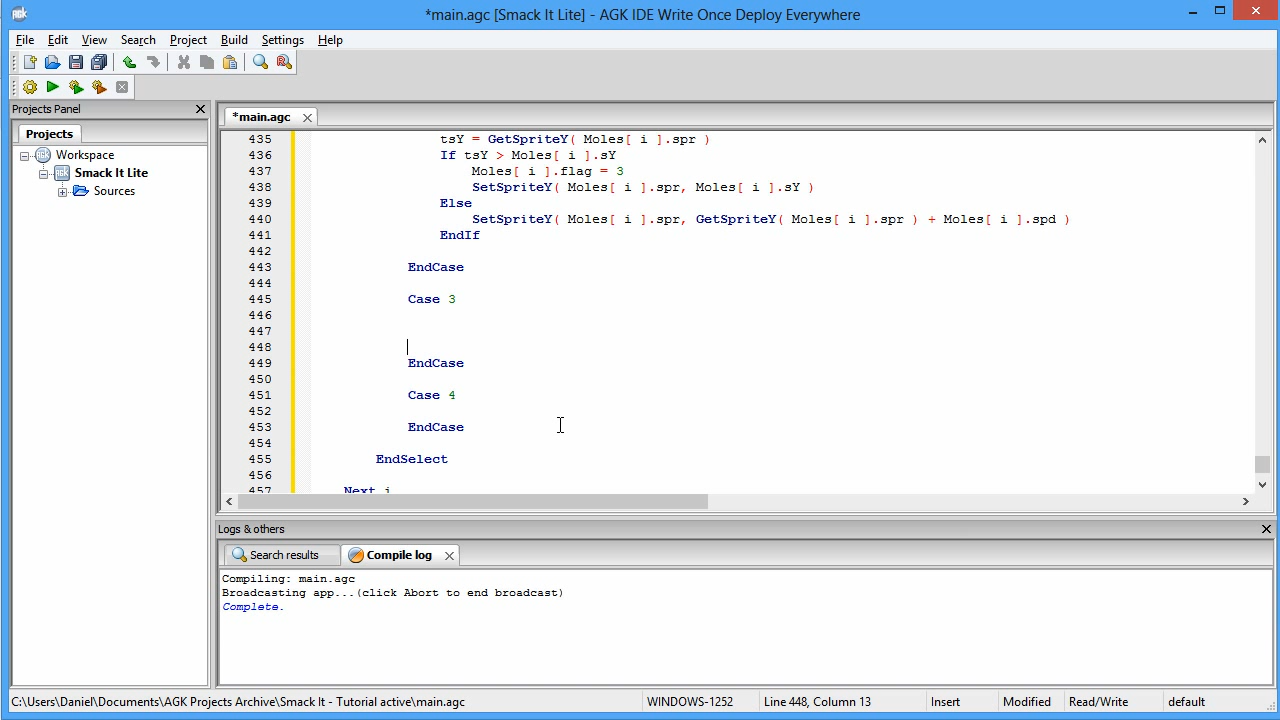 *main.agc [Smack It Lite] - AGK IDE Write Once Deploy Everywhere
File Edit View Search Project Build Settings Help
Projects Panel
Projects
Workspace
Smack It Lite
Sources
*main.agc
435 tsY = GetSpriteY( Moles[ i ].spr )
436 If tsY > Moles[ i ].sY
437 Moles[ i ].flag = 3
438 SetSpriteY( Moles[ i ].spr, Moles[ i ].sY )
439 Else
440 SetSpriteY( Moles[ i ].spr, GetSpriteY( Moles[ i ].spr ) + Moles[ i ].spd )
441 EndIf
442
443 EndCase
444
445 Case 3
446
447
448
449 EndCase
450
451 Case 4
452
453 EndCase
454
455 EndSelect
456
457 Next i
Logs & others
Search results Compile log
Compiling: main.agc
Broadcasting app...(click Abort to end broadcast)
Complete.
C:\Users\Daniel\Documents\AGK Projects Archive\Smack It - Tutorial active\main.agc WINDOWS-1252 Line 448, Column 13 Insert Modified Read/Write default